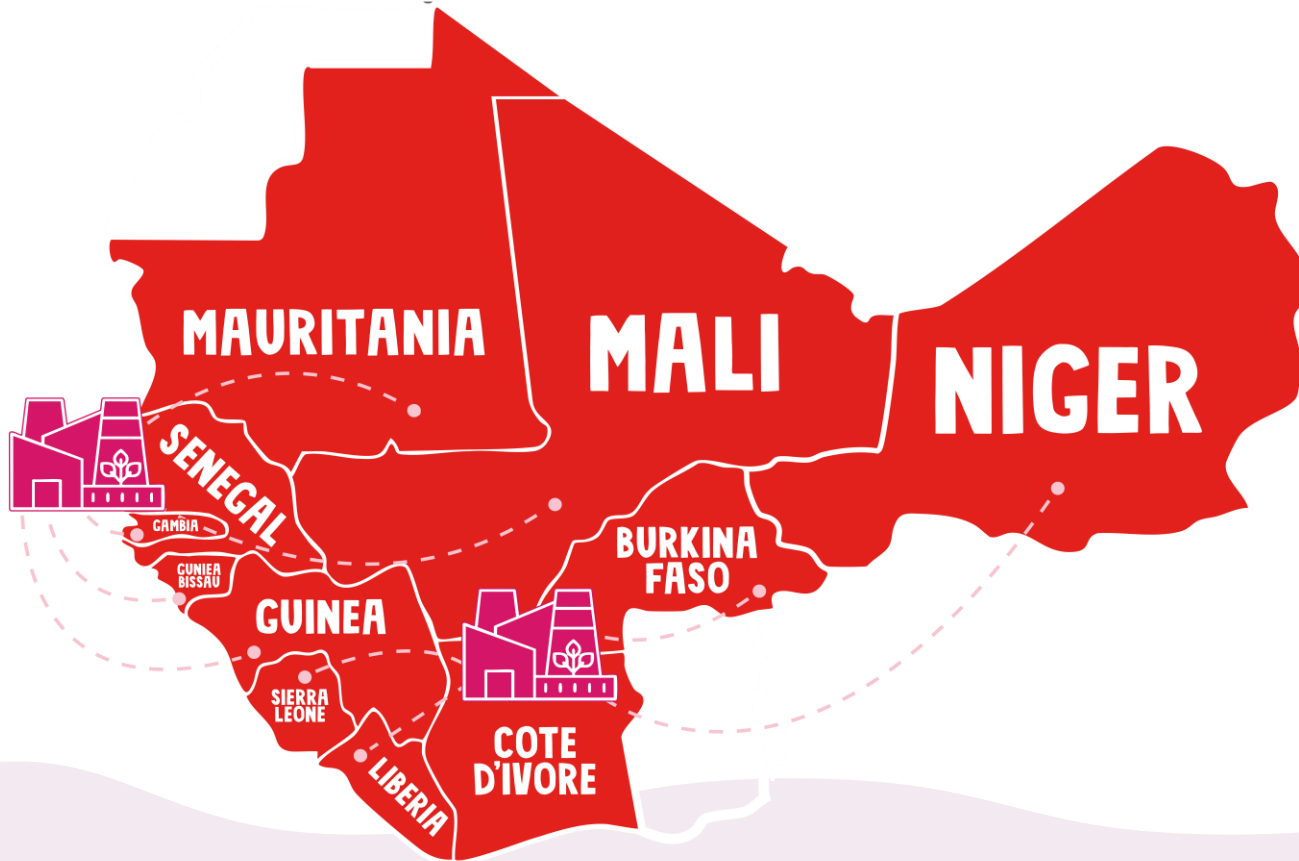 MAURITANIA
MALI
NIGER
SENEGAL
GAMBIA
GUNIEA
BISSAU
BURKINA
FASO
GUINEA
SIERRA
LEONE
COTE
D'IVORE
LIBERIA